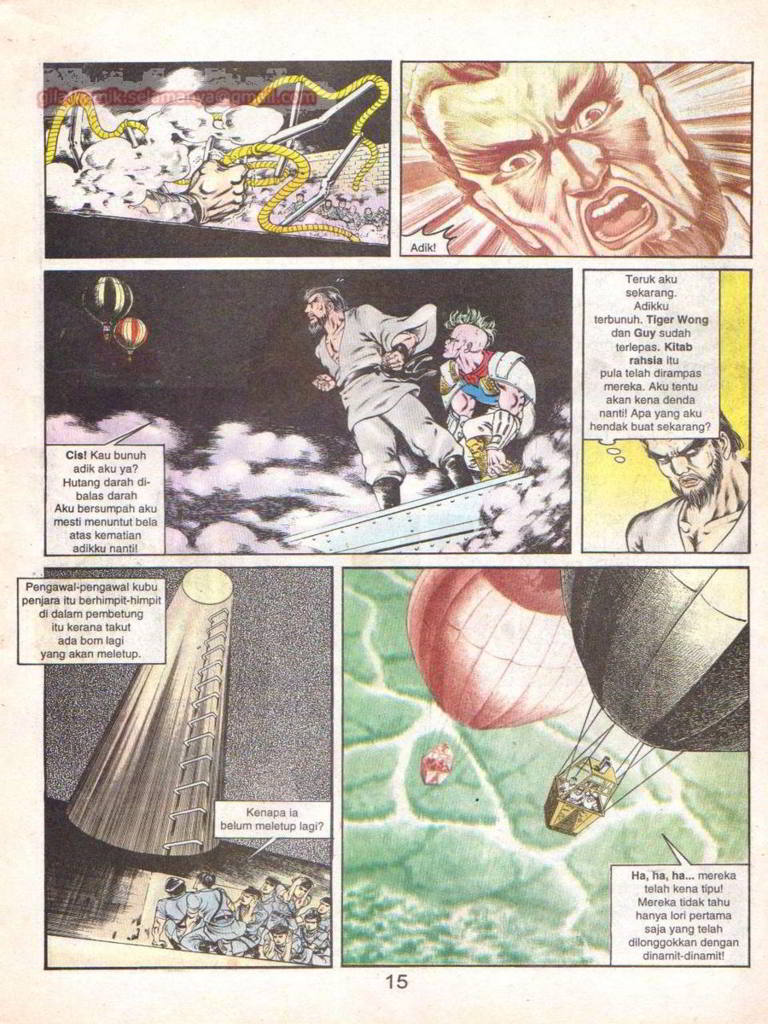 gilakomik.selamanya@gmail.com
Adik!
Cis! Kau bunuh
adik aku ya?
Hutang darah di-
balas darah
Aku bersumpah aku
mesti menuntut bela
atas kematian
adikku nanti!
Teruk aku
sekarang.
Adikku
terbunuh. Tiger Wong
dan Guy sudah
terlepas. Kitab
rahsia itu
pula telah dirampas
mereka. Aku tentu
akan kena denda
nanti! Apa yang aku
hendak buat sekarang?
Pengawal-pengawal kubu
penjara itu berhimpit-himpit
di dalam pembetung
itu kerana takut
ada bom lagi
yang akan meletup.
Kenapa ia
belum meletup lagi?
Ha, ha, ha... mereka
telah kena tipu!
Mereka tidak tahu
hanya lori pertama
saja yang telah
dilonggokkan dengan
dinamit-dinamit!
15